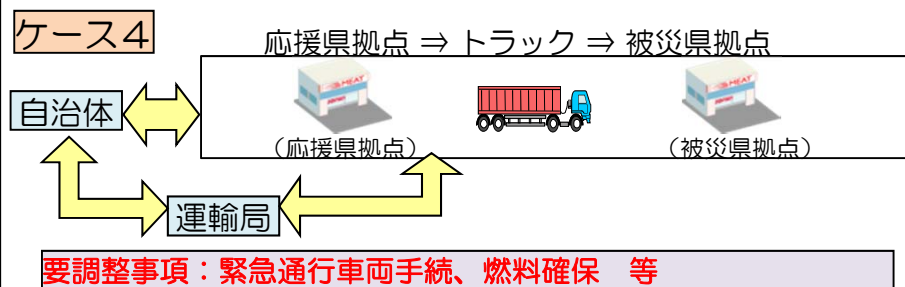 ケース4
応援県拠点 ⇒ トラック ⇒ 被災県拠点
MEAT
MEAT
自治体
（応援県拠点）
（被災県拠点）
運輸局
要調整事項：緊急通行車両手続、燃料確保　等